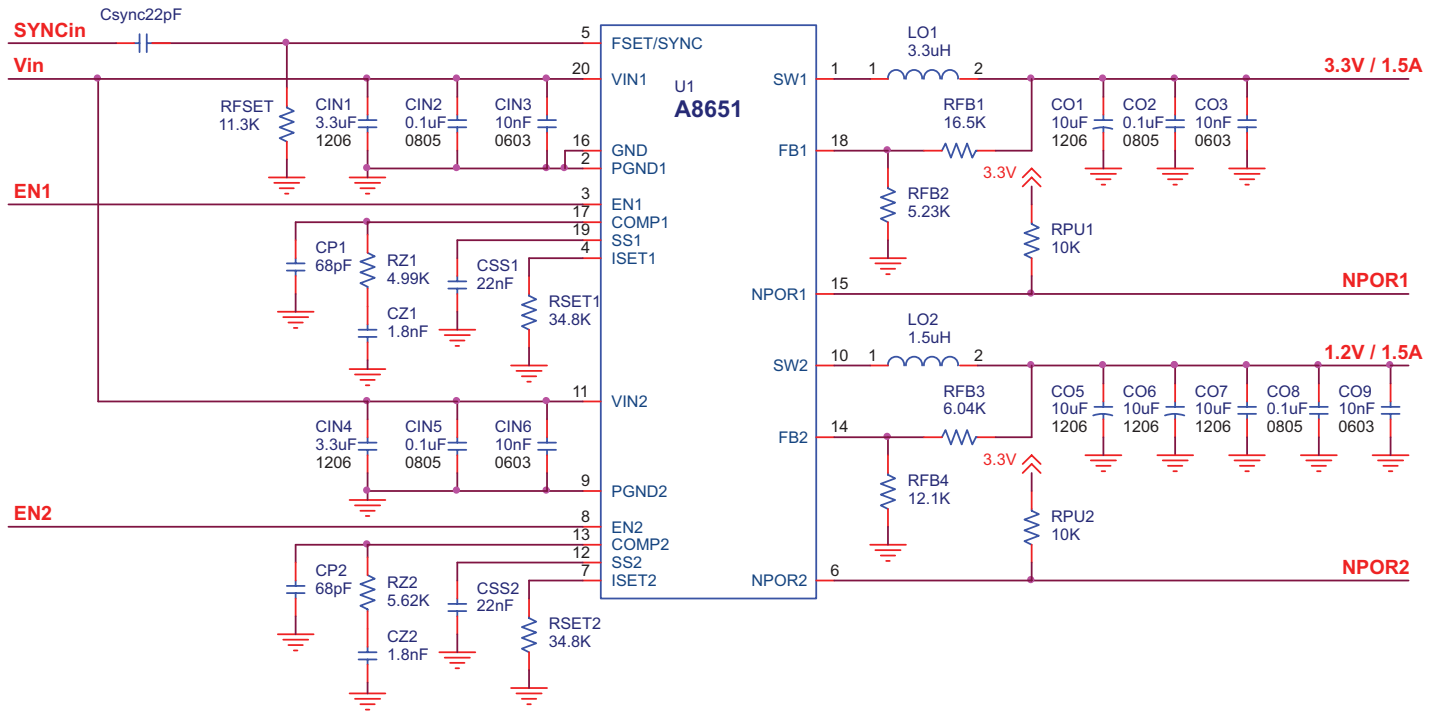 Csync22pF
SYNCin
Vin
RFSET
11.3K
CIN1
3.3uF
1206
CIN2
0.1uF
0805
CIN3
10nF
0603
EN1
CP1
68pF
RZ1
4.99K
CZ1
1.8nF
CSS1
22nF
RSET1
34.8K
CIN4
3.3uF
1206
CIN5
0.1uF
0805
CIN6
10nF
0603
EN2
CP2
68pF
RZ2
5.62K
CZ2
1.8nF
CSS2
22nF
RSET2
34.8K
U1
A8651
5 FSET/SYNC
20 VIN1
16 GND
2 PGND1
3 EN1
17 COMP1
19 SS1
4 ISET1
11 VIN2
9 PGND2
8 EN2
13 COMP2
12 SS2
7 ISET2
SW1 1
FB1 18
NPOR1 15
SW2 10
FB2 14
NPOR2 6
LO1
3.3uH
1 2
3.3V / 1.5A
RFB1
16.5K
CO1
10uF
1206
CO2
0.1uF
0805
CO3
10nF
0603
3.3V
RFB2
5.23K
RPU1
10K
NPOR1
LO2
1.5uH
1 2
1.2V / 1.5A
RFB3
6.04K
CO5
10uF
1206
CO6
10uF
1206
CO7
10uF
1206
CO8
0.1uF
0805
CO9
10nF
0603
3.3V
RFB4
12.1K
RPU2
10K
NPOR2